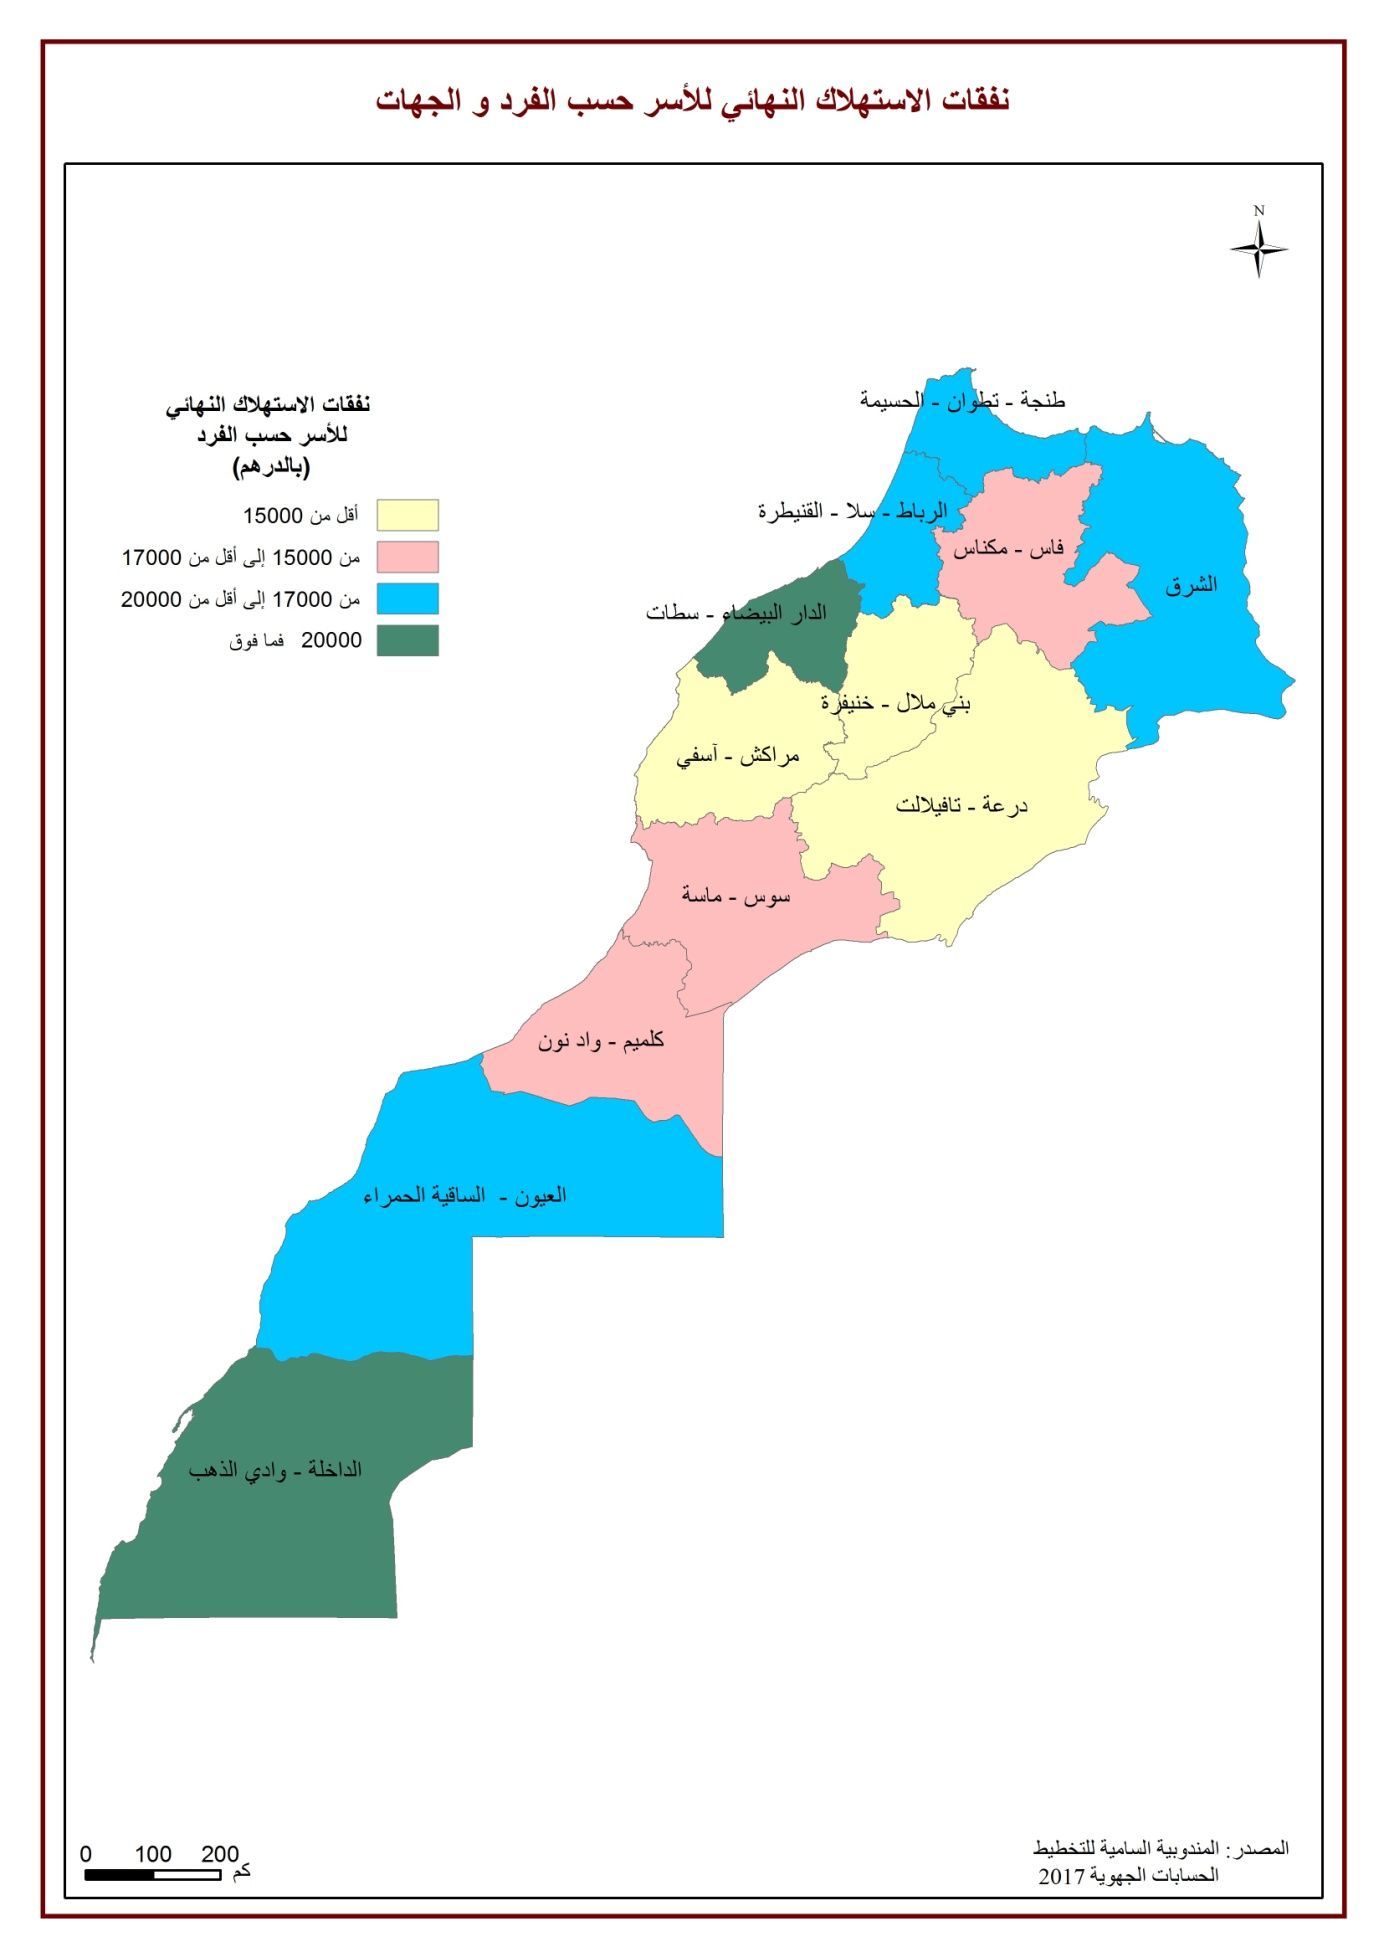 نفقات الاستهلاك النهائي للأسر حسب الفرد و الجهات
N
نفقات الاستهلاك النهائي
للأسر حسب الفرد
(بالدرهم)
أقل من 15000
من 15000 إلى أقل من 17000
من 17000 إلى أقل من 20000
20000 فما فوق
طنجة - تطوان - الحسيمة
الرباط - سلا - القنيطرة
فاس - مكناس
الشرق
الدار البيضاء - سطات
بني ملال - خنيفرة
مراكش - آسفي
درعة - تافيلالت
سوس - ماسة
كلميم - واد نون
العيون - الساقية الحمراء
الداخلة - وادي الذهب
0 100 200
كم
المصدر: المندوبية السامية للتخطيط
الحسابات الجهوية 2017